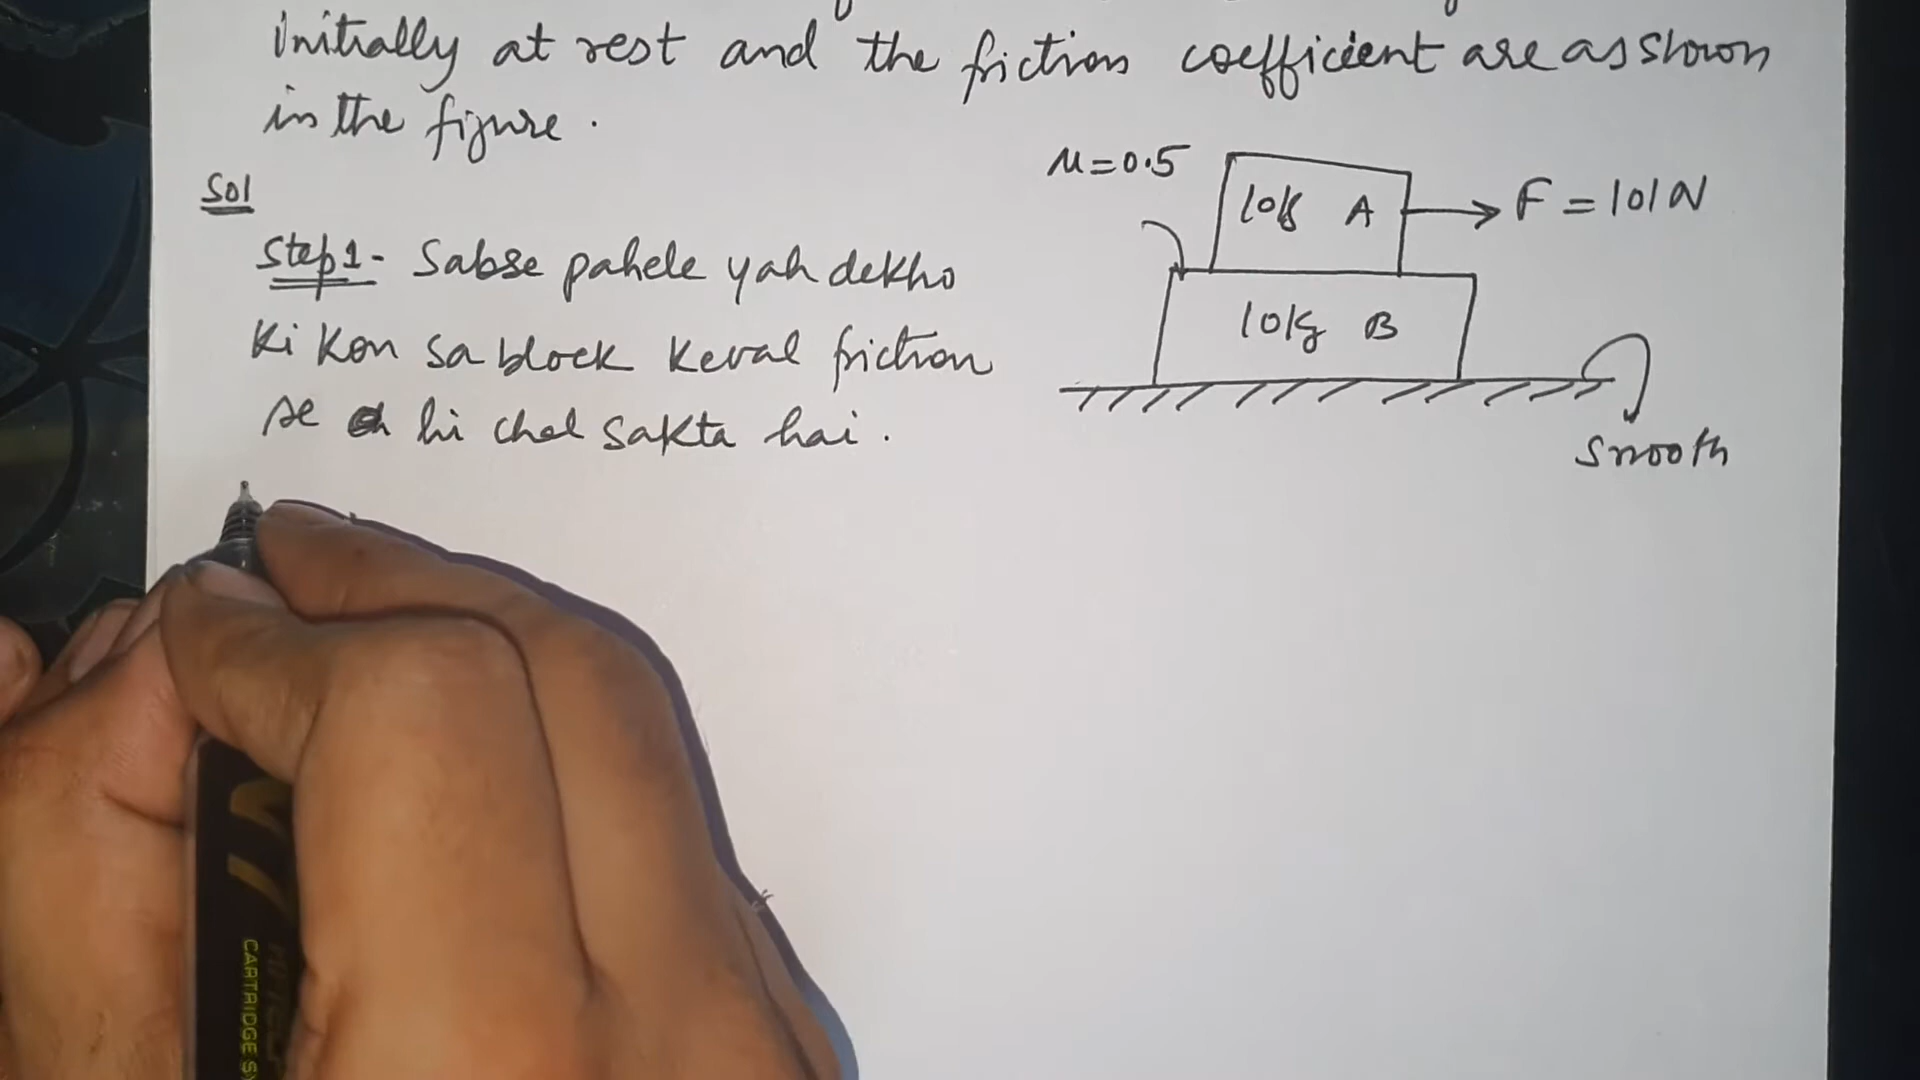 initially at rest and the friction coefficient are as shown
in the figure.
Sol
Step 1- Sabse pahele yah dekho
ki kon sa block keval friction
se hi chal sakta hai.
μ=0.5
10kg A
F = 101N
10kg B
smooth
V7
CARTRIDGE